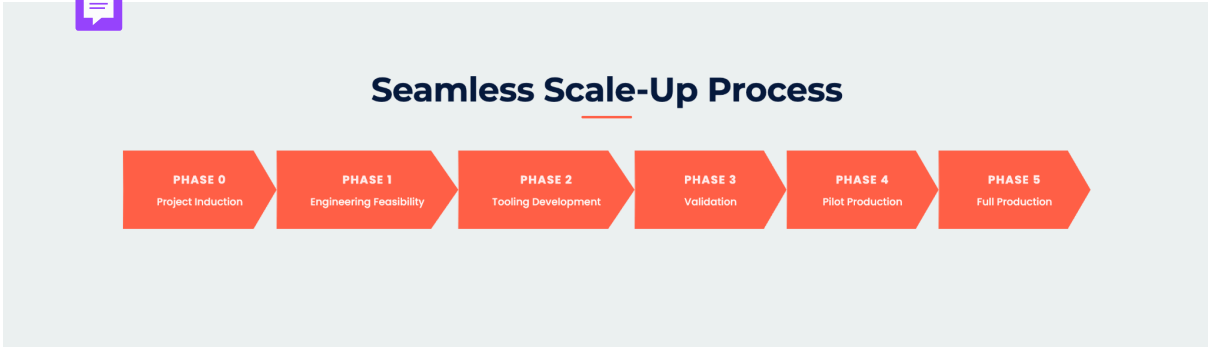 Seamless Scale-Up Process
PHASE 0
Project Induction
PHASE 1
Engineering Feasibility
PHASE 2
Tooling Development
PHASE 3
Validation
PHASE 4
Pilot Production
PHASE 5
Full Production